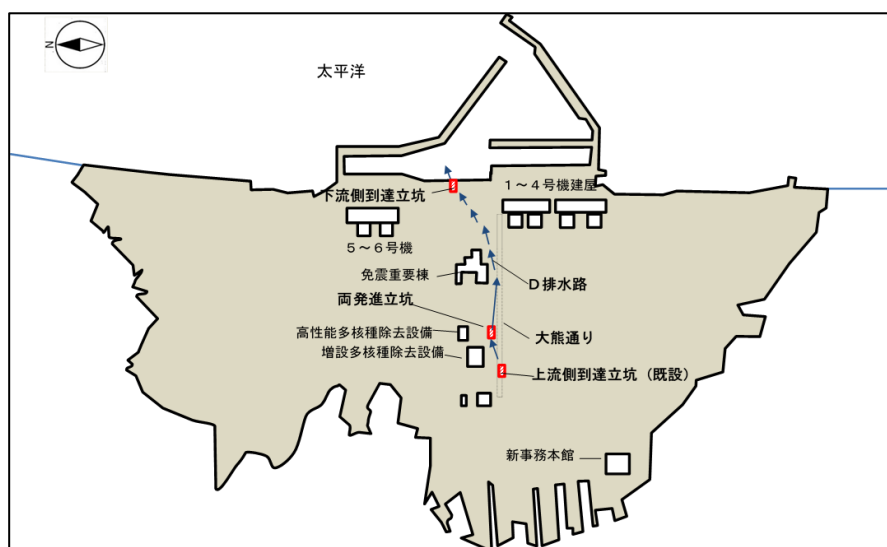 N
太平洋
下流側到達立坑
1～4号機建屋
5～6号機
免震重要棟
D排水路
両発進立坑
高性能多核種除去設備
大熊通り
増設多核種除去設備
上流側到達立坑（既設）
新事務本館